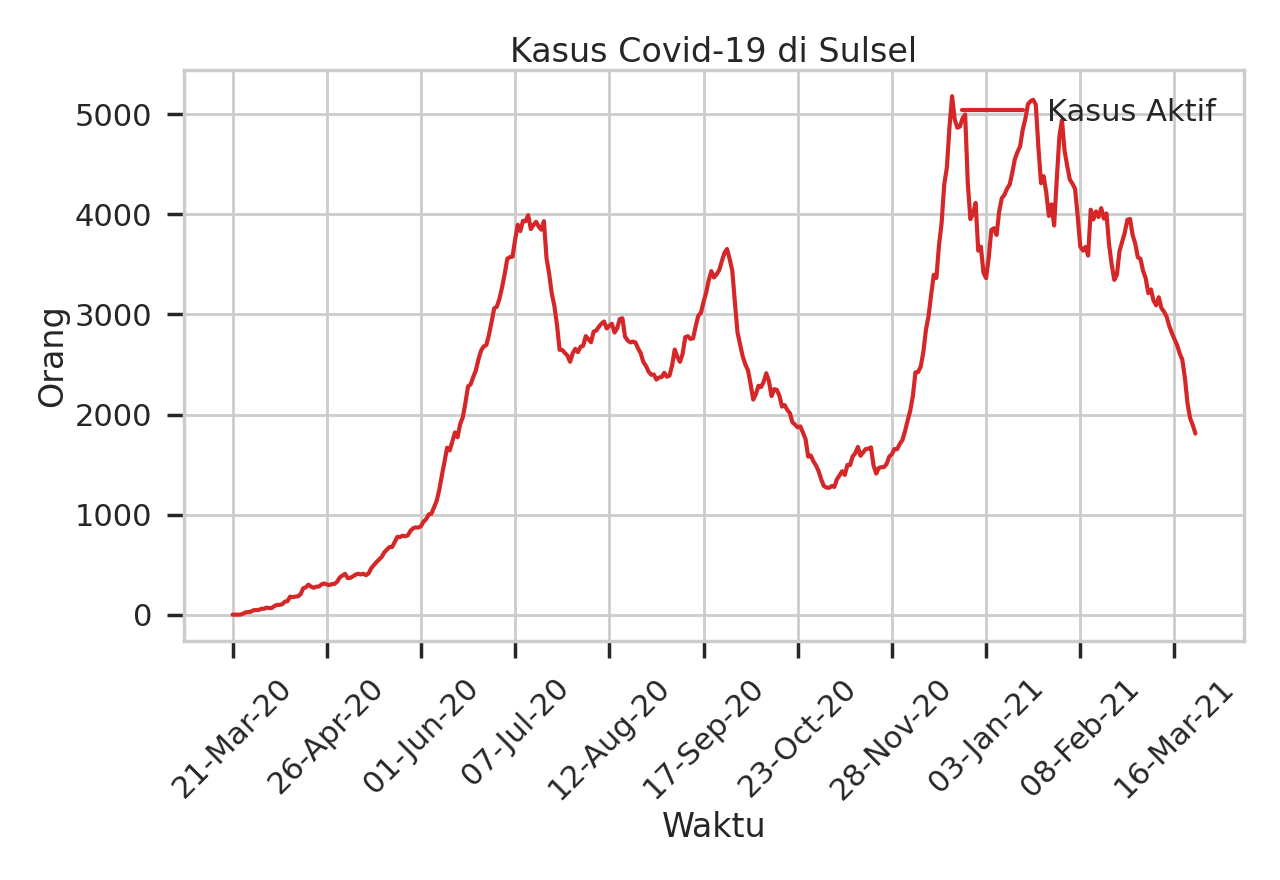 Kasus Covid-19 di Sulsel
Kasus Aktif
Orang
5000
4000
3000
2000
1000
0
21-Mar-20
26-Apr-20
01-Jun-20
07-Jul-20
12-Aug-20
17-Sep-20
23-Oct-20
28-Nov-20
03-Jan-21
08-Feb-21
16-Mar-21
Waktu